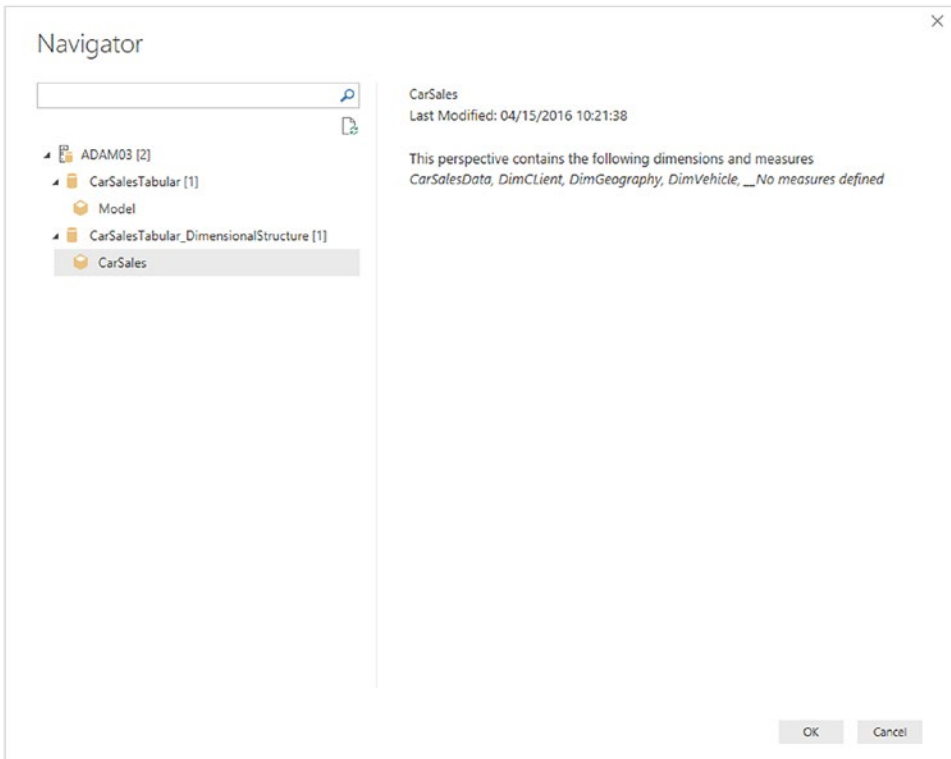 Navigator
ADAM03 [2]
CarSalesTabular [1]
Model
CarSalesTabular_DimensionalStructure [1]
CarSales
CarSales
Last Modified: 04/15/2016 10:21:38
This perspective contains the following dimensions and measures
CarSalesData, DimCLient, DimGeography, DimVehicle, __No measures defined
OK
Cancel